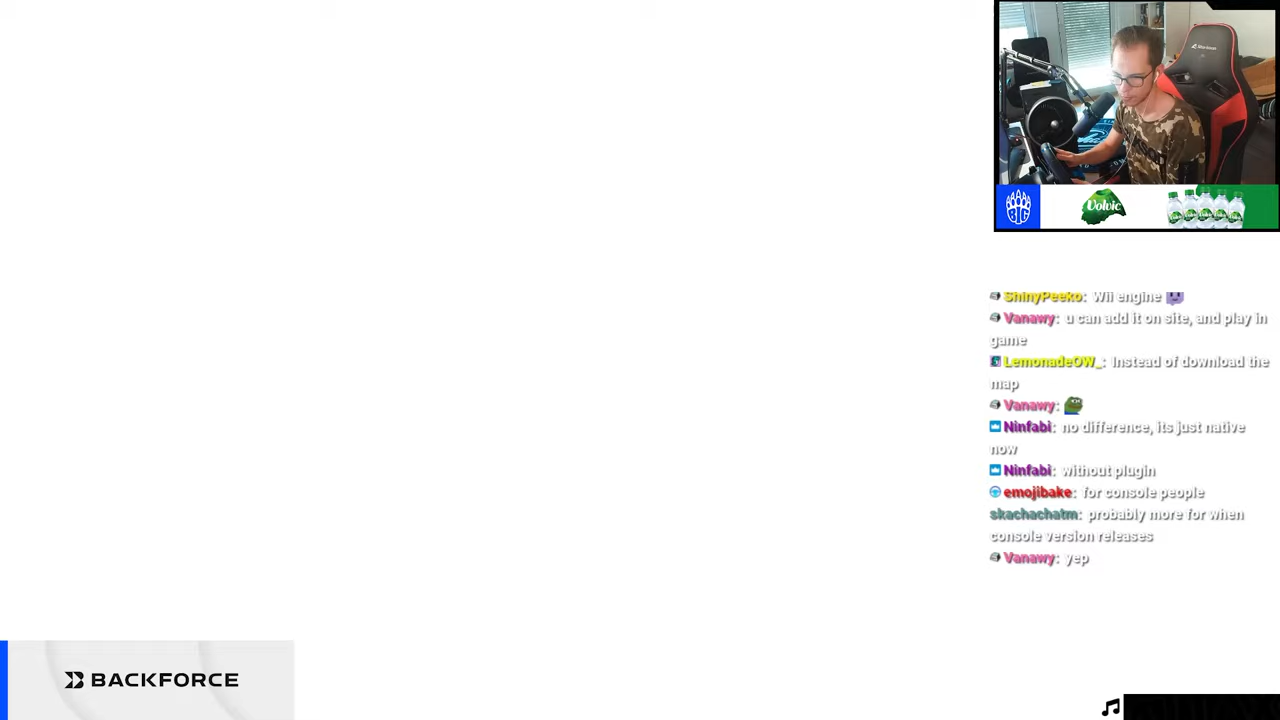 Volvic
ShinyPeeko: Wii engine
Vanawy: u can add it on site, and play in
game
LemonadeOW_: Instead of download the
map
Vanawy:
Ninfabi: no difference, its just native
now
Ninfabi: without plugin
emojibake: for console people
skachachatm: probably more for when
console version releases
Vanawy: yep
BACKFORCE